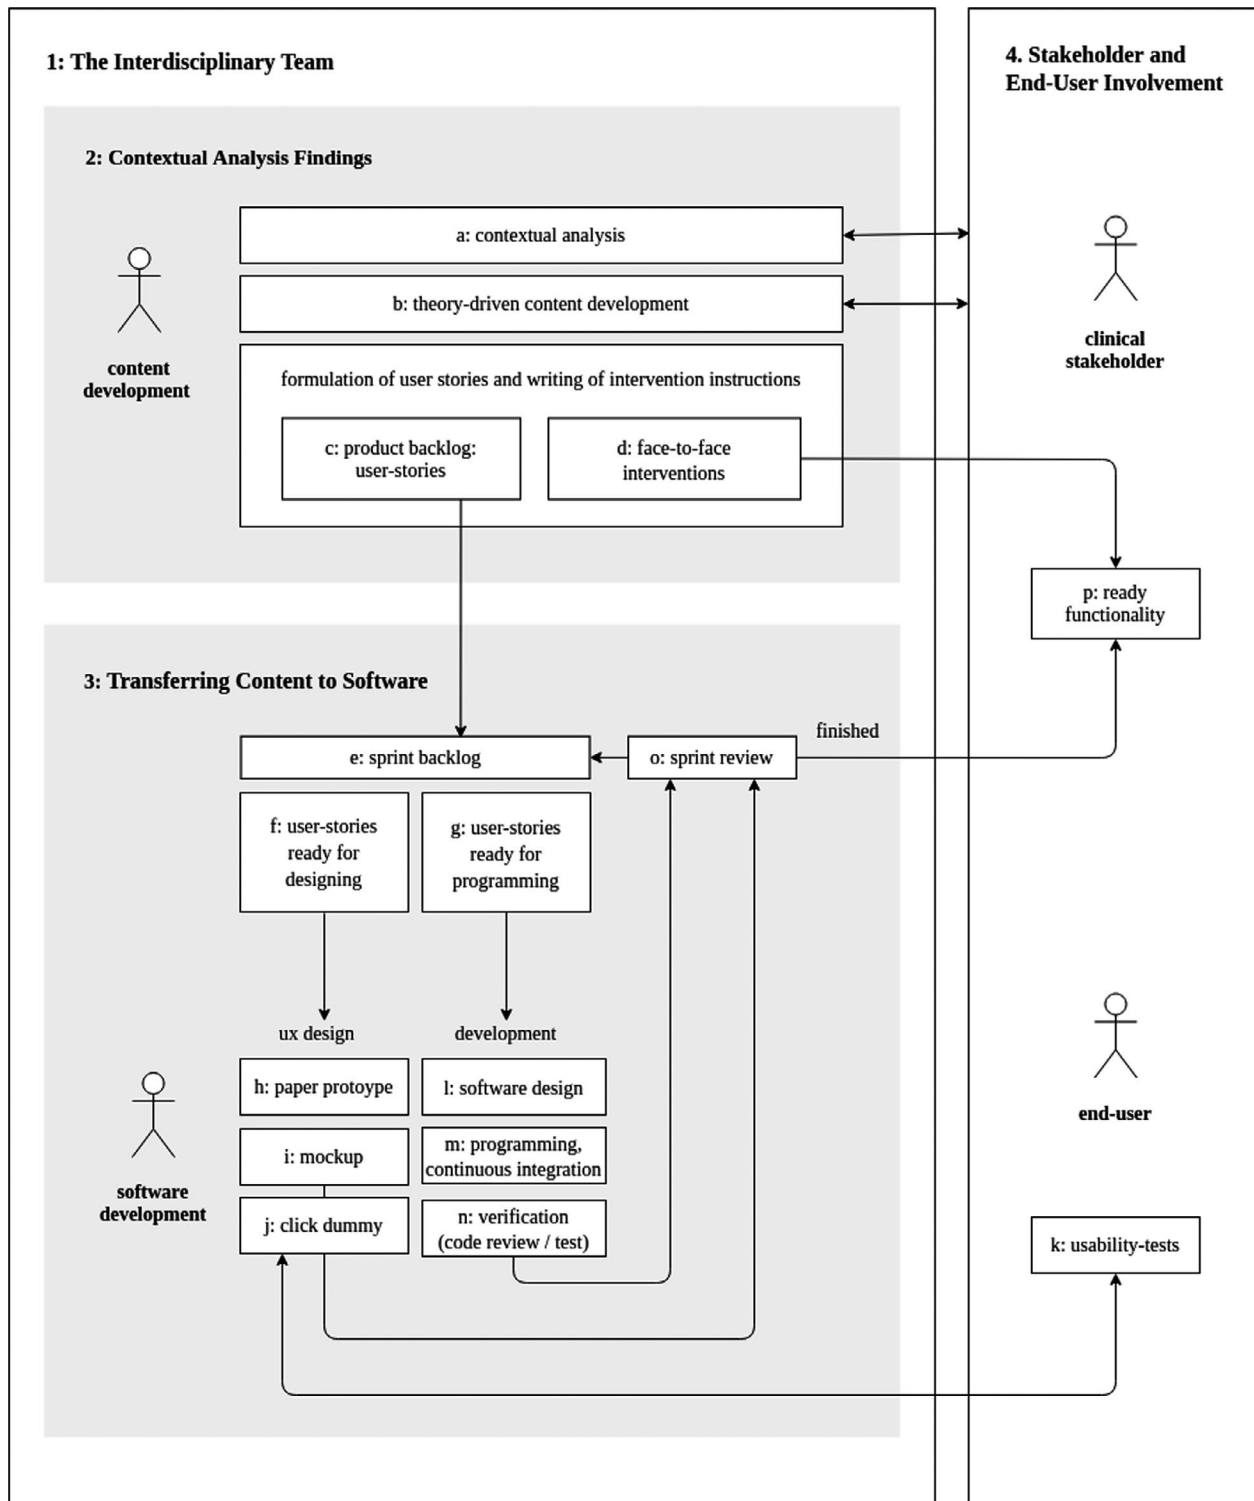 1: The Interdisciplinary Team
2: Contextual Analysis Findings
a: contextual analysis
b: theory-driven content development
content
development
formulation of user stories and writing of intervention instructions
c: product backlog:
user-stories
d: face-to-face
interventions
3: Transferring Content to Software
e: sprint backlog
o: sprint review
finished
f: user-stories
ready for
designing
g: user-stories
ready for
programming
ux design
development
h: paper protoype
l: software design
i: mockup
m: programming,
continuous integration
software
development
j: click dummy
n: verification
(code review / test)
4. Stakeholder and
End-User Involvement
clinical
stakeholder
p: ready
functionality
end-user
k: usability-tests